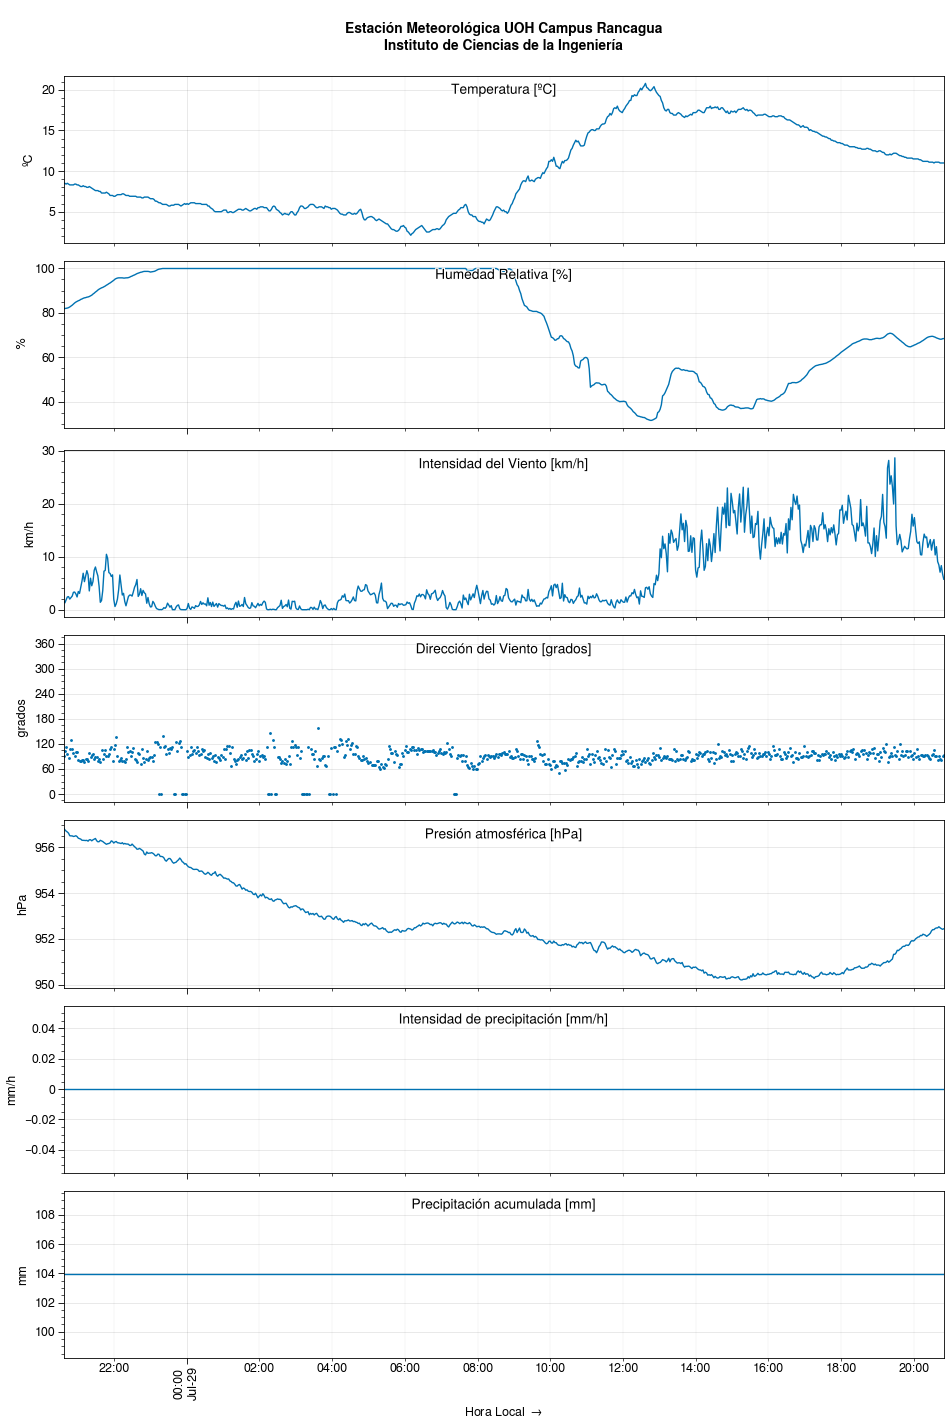 Estación Meteorológica UOH Campus Rancagua
Instituto de Ciencias de la Ingeniería
Temperatura [ºC]
20
15
10
5
ºC
Humedad Relativa [%]
100
80
60
40
%
Intensidad del Viento [km/h]
30
20
10
0
km/h
Dirección del Viento [grados]
360
300
240
180
120
60
0
grados
Presión atmosférica [hPa]
956
954
952
950
hPa
Intensidad de precipitación [mm/h]
0.04
0.02
0
−0.02
−0.04
mm/h
Precipitación acumulada [mm]
108
106
104
102
100
mm
22:00
00:00
Jul-29
02:00
04:00
06:00
08:00
10:00
12:00
14:00
16:00
18:00
20:00
Hora Local →